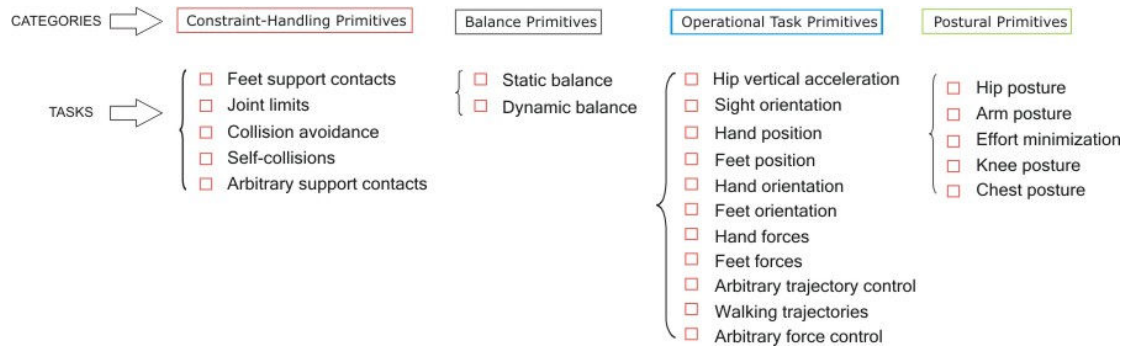 CATEGORIES
Constraint-Handling Primitives
Balance Primitives
Operational Task Primitives
Postural Primitives
TASKS
Feet support contacts
Joint limits
Collision avoidance
Self-collisions
Arbitrary support contacts
Static balance
Dynamic balance
Hip vertical acceleration
Sight orientation
Hand position
Feet position
Hand orientation
Feet orientation
Hand forces
Feet forces
Arbitrary trajectory control
Walking trajectories
Arbitrary force control
Hip posture
Arm posture
Effort minimization
Knee posture
Chest posture